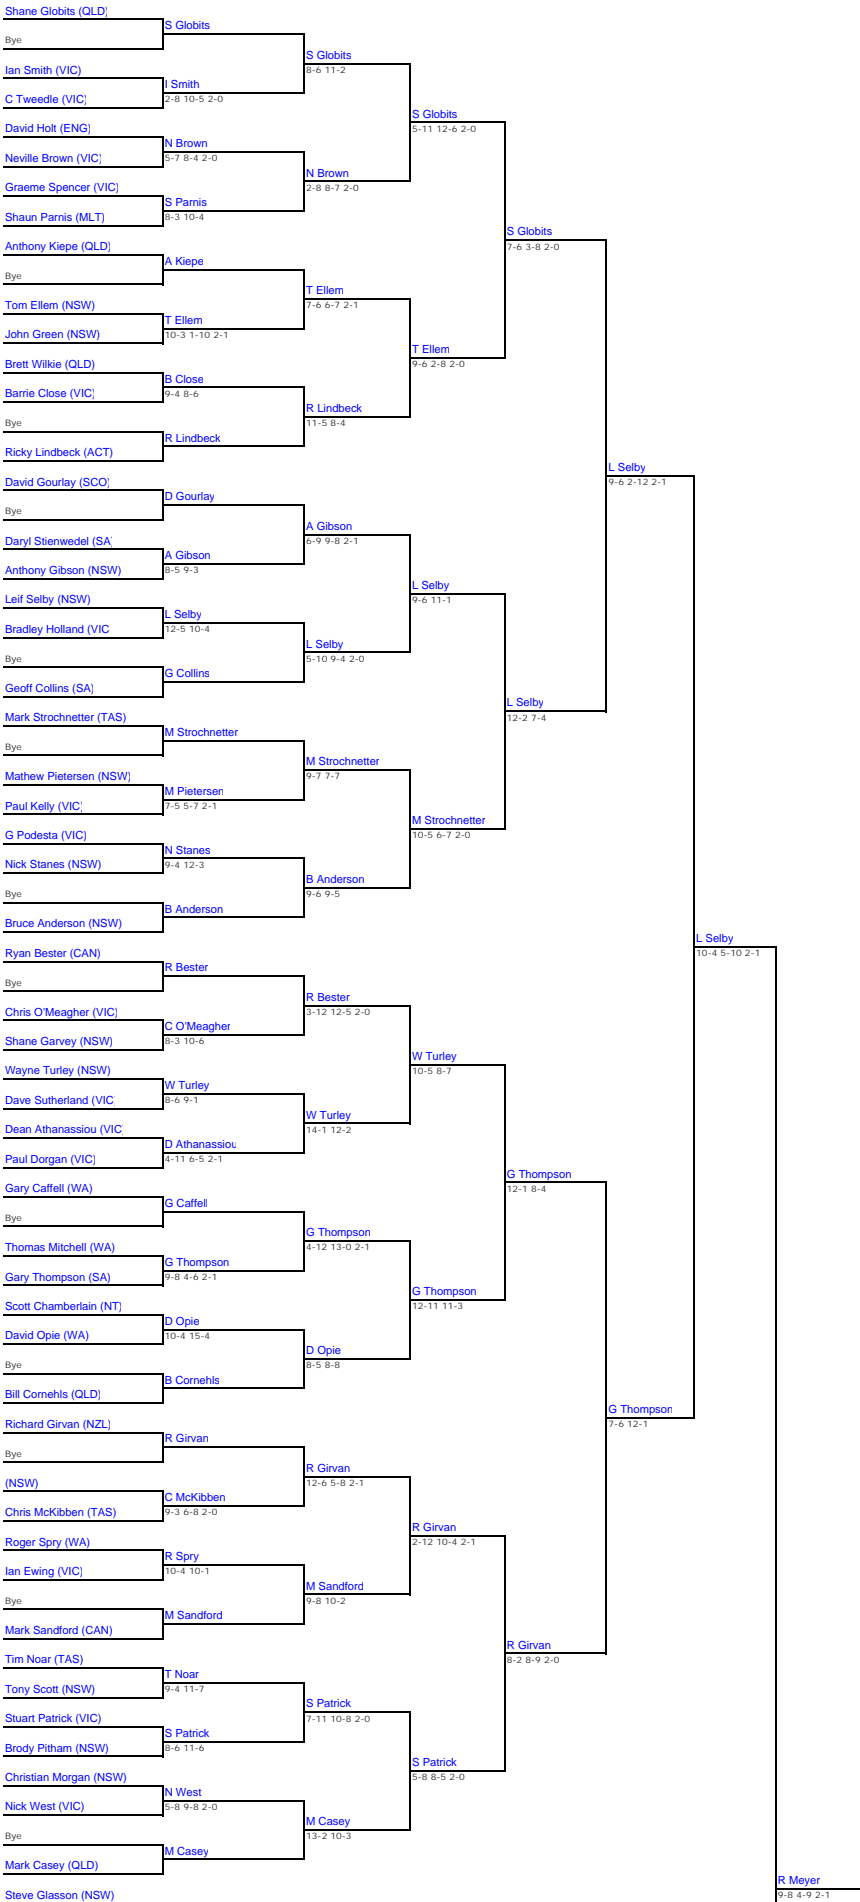 Shane Globits (QLD)
S Globits
Bye
S Globits
8-6 11-2
Ian Smith (VIC)
I Smith
2-8 10-5 2-0
C Tweedle (VIC)
S Globits
5-11 12-6 2-0
David Holt (ENG)
N Brown
5-7 8-4 2-0
Neville Brown (VIC)
N Brown
2-8 8-7 2-0
Graeme Spencer (VIC)
S Parnis
8-3 10-4
Shaun Parnis (MLT)
S Globits
7-6 3-8 2-0
Anthony Kiepe (QLD)
A Kiepe
Bye
T Ellem
7-6 6-7 2-1
Tom Ellem (NSW)
T Ellem
10-3 1-10 2-1
John Green (NSW)
T Ellem
9-6 2-8 2-0
Brett Wilkie (QLD)
B Close
9-4 8-6
Barrie Close (VIC)
R Lindbeck
11-5 8-4
Bye
R Lindbeck
Ricky Lindbeck (ACT)
L Selby
9-6 2-12 2-1
David Gourlay (SCO)
D Gourlay
Bye
A Gibson
6-9 9-8 2-1
Daryl Stienwedel (SA)
A Gibson
8-5 9-3
Anthony Gibson (NSW)
L Selby
9-6 11-1
Leif Selby (NSW)
L Selby
12-5 10-4
Bradley Holland (VIC
L Selby
5-10 9-4 2-0
Bye
G Collins
Geoff Collins (SA)
L Selby
12-2 7-4
Mark Strochnetter (TAS)
M Strochnetter
Bye
M Strochnetter
9-7 7-7
Mathew Pietersen (NSW)
M Pietersen
7-5 5-7 2-1
Paul Kelly (VIC)
M Strochnetter
10-5 6-7 2-0
G Podesta (VIC)
N Stanes
9-4 12-3
Nick Stanes (NSW)
B Anderson
9-6 9-5
Bye
B Anderson
Bruce Anderson (NSW)
L Selby
10-4 5-10 2-1
Ryan Bester (CAN)
R Bester
Bye
R Bester
3-12 12-5 2-0
Chris O'Meagher (VIC)
C O'Meagher
8-3 10-6
Shane Garvey (NSW)
W Turley
10-5 8-7
Wayne Turley (NSW)
W Turley
8-6 9-1
Dave Sutherland (VIC)
W Turley
14-1 12-2
Dean Athanassiou (VIC)
D Athanassiou
4-11 6-5 2-1
Paul Dorgan (VIC)
G Thompson
12-1 8-4
Gary Caffell (WA)
G Caffell
Bye
G Thompson
4-12 13-0 2-1
Thomas Mitchell (WA)
G Thompson
9-8 4-6 2-1
Gary Thompson (SA)
G Thompson
12-11 11-3
Scott Chamberlain (NT)
D Opie
10-4 15-4
David Opie (WA)
D Opie
8-5 8-8
Bye
B Cornehls
Bill Cornehls (QLD)
G Thompson
7-6 12-1
Richard Girvan (NZL)
R Girvan
Bye
R Girvan
12-6 5-8 2-1
(NSW)
C McKibben
9-3 6-8 2-0
Chris McKibben (TAS)
R Girvan
2-12 10-4 2-1
Roger Spry (WA)
R Spry
10-4 10-1
Ian Ewing (VIC)
M Sandford
9-8 10-2
Bye
M Sandford
Mark Sandford (CAN)
R Girvan
8-2 8-9 2-0
Tim Noar (TAS)
T Noar
9-4 11-7
Tony Scott (NSW)
S Patrick
7-11 10-8 2-0
Stuart Patrick (VIC)
S Patrick
8-6 11-6
Brody Pitham (NSW)
S Patrick
5-8 8-5 2-0
Christian Morgan (NSW)
N West
5-8 9-8 2-0
Nick West (VIC)
M Casey
13-2 10-3
Bye
M Casey
Mark Casey (QLD)
R Meyer
9-8 4-9 2-1
Steve Glasson (NSW)